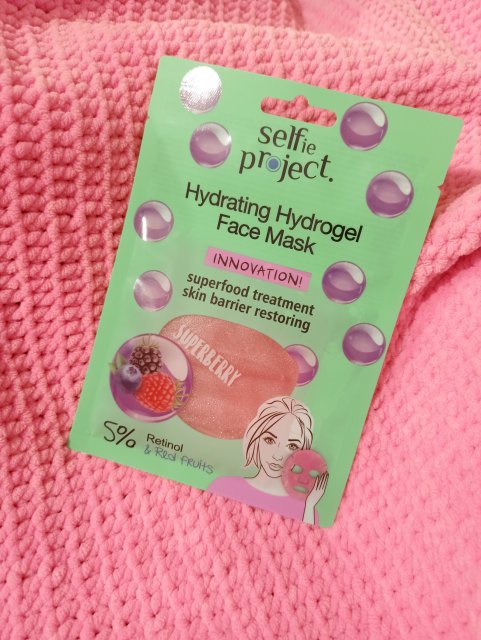 selfie
project.
Hydrating Hydrogel
Face Mask
INNOVATION!
superfood treatment
skin barrier restoring
SUPERBERRY
5% Retinol
& Red fruits